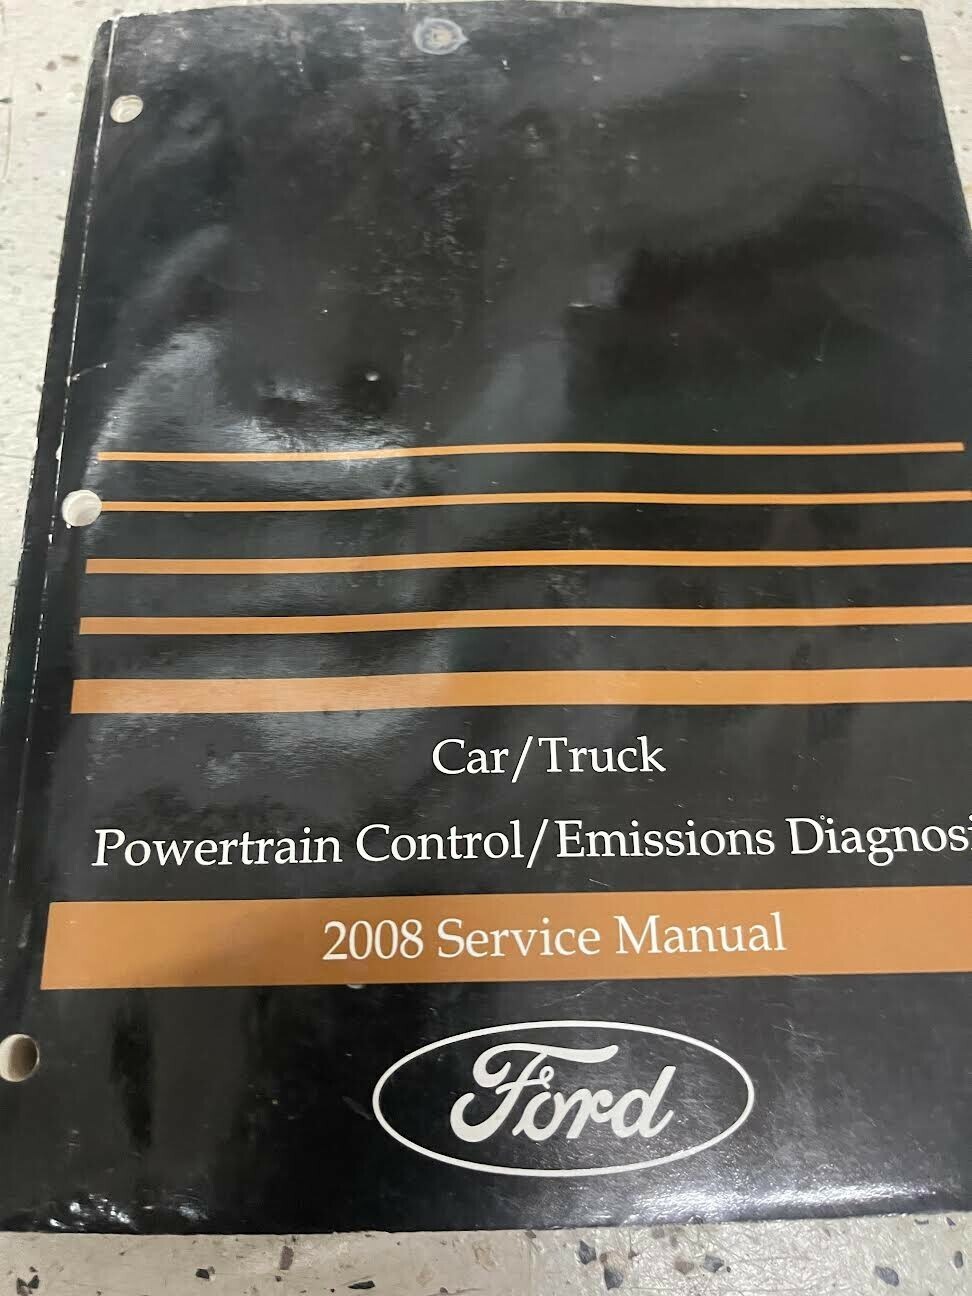 Car/Truck
Powertrain Control/Emissions Diagnosi
2008 Service Manual
Ford